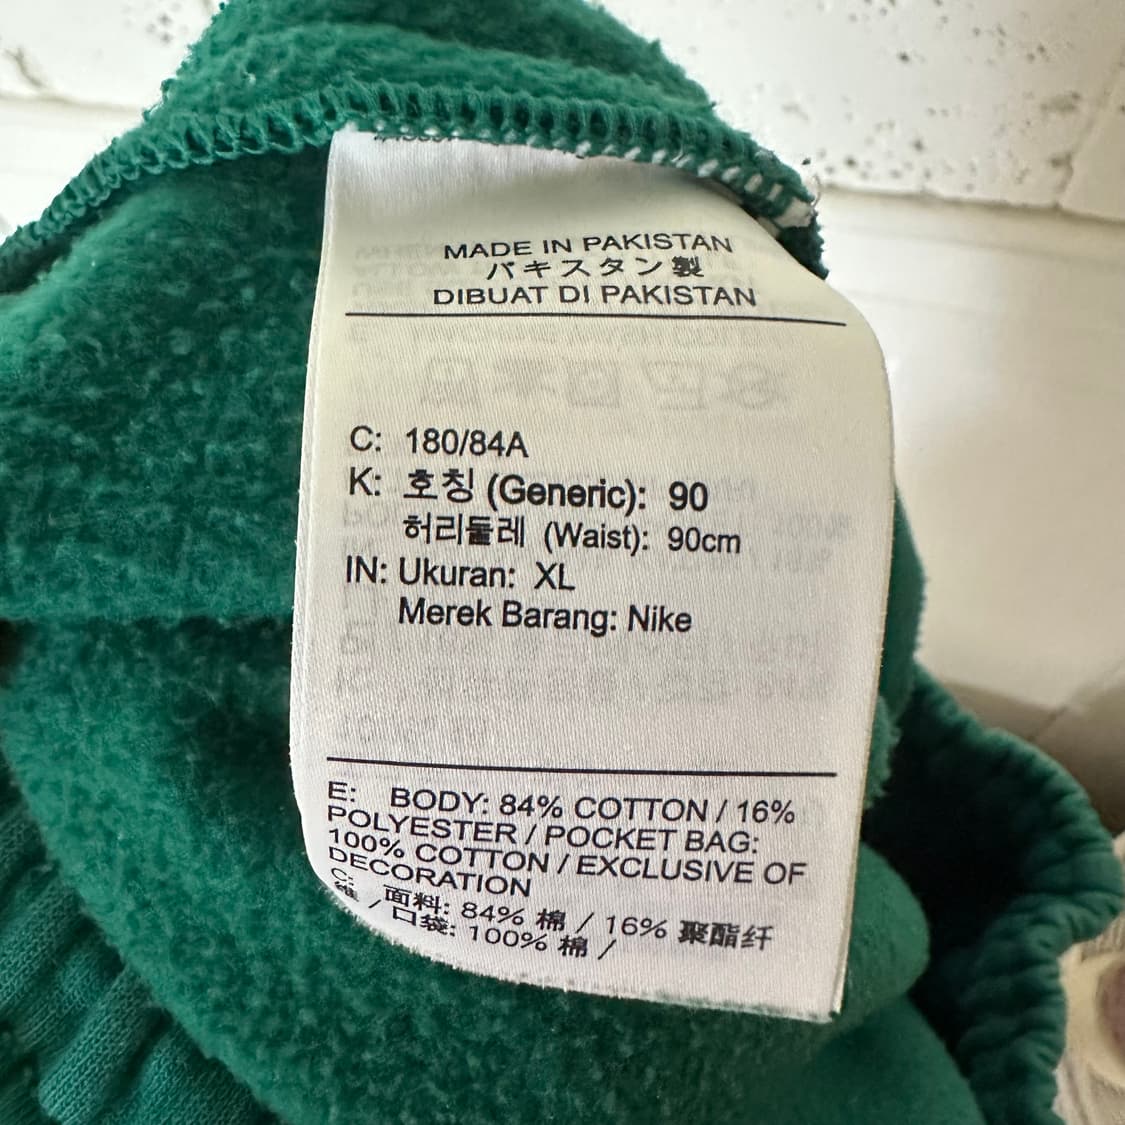 MADE IN PAKISTAN
パキスタン製
DIBUAT DI PAKISTAN
C: 180/84A
K: 호칭 (Generic): 90
허리둘레 (Waist): 90cm
IN: Ukuran: XL
Merek Barang: Nike
E: BODY: 84% COTTON / 16%
POLYESTER / POCKET BAG:
100% COTTON / EXCLUSIVE OF
DECORATION
C: 面料: 84% 棉 / 16% 聚酯纤
维 / 口袋: 100% 棉 /